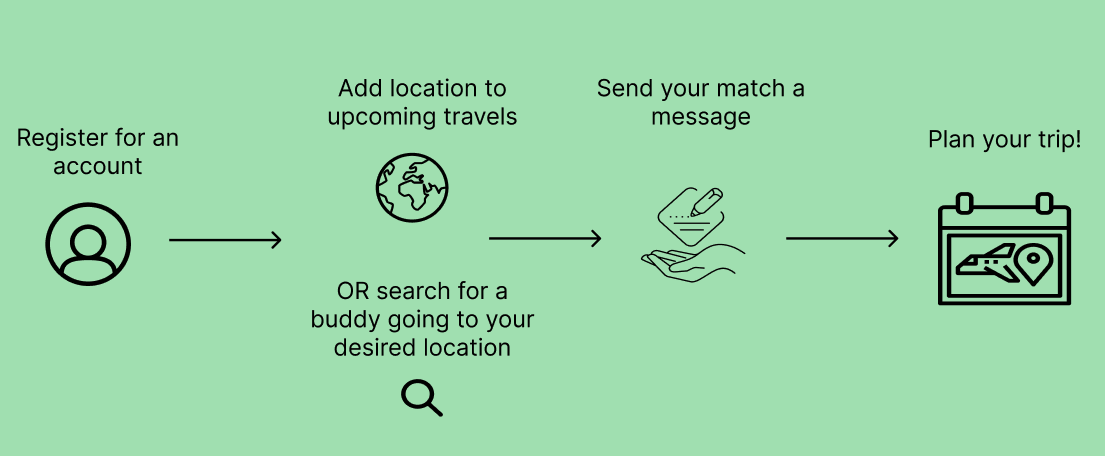 Register for an
account
Add location to
upcoming travels
OR search for a
buddy going to your
desired location
Send your match a
message
Plan your trip!